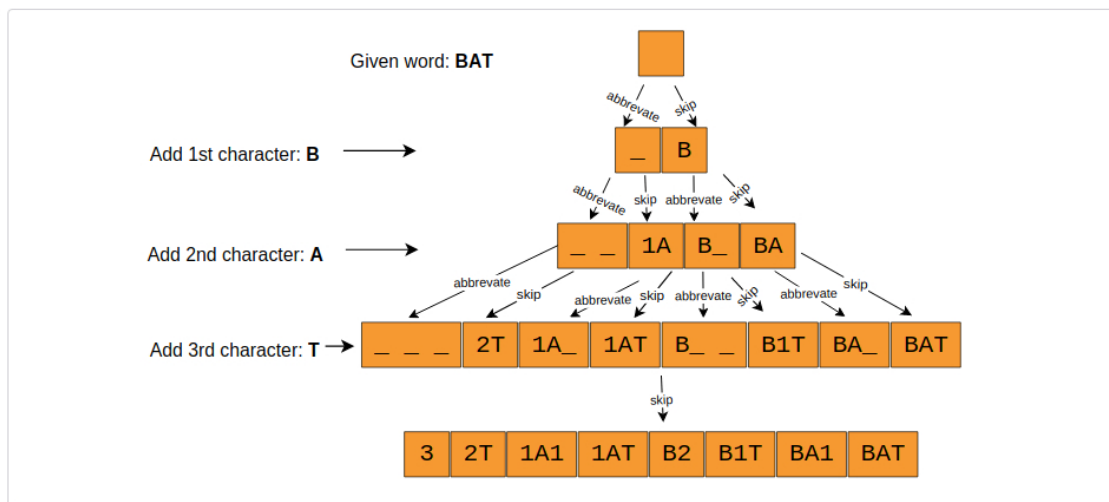 Given word: BAT
abbrevate skip
Add 1st character: B
_ B
abbrevate skip abbrevate skip
Add 2nd character: A
_ _ 1A B_ BA
abbrevate skip abbrevate skip abbrevate skip abbrevate skip
Add 3rd character: T
_ _ _ 2T 1A_ 1AT B_ _ B1T BA_ BAT
skip
3 2T 1A1 1AT B2 B1T BA1 BAT